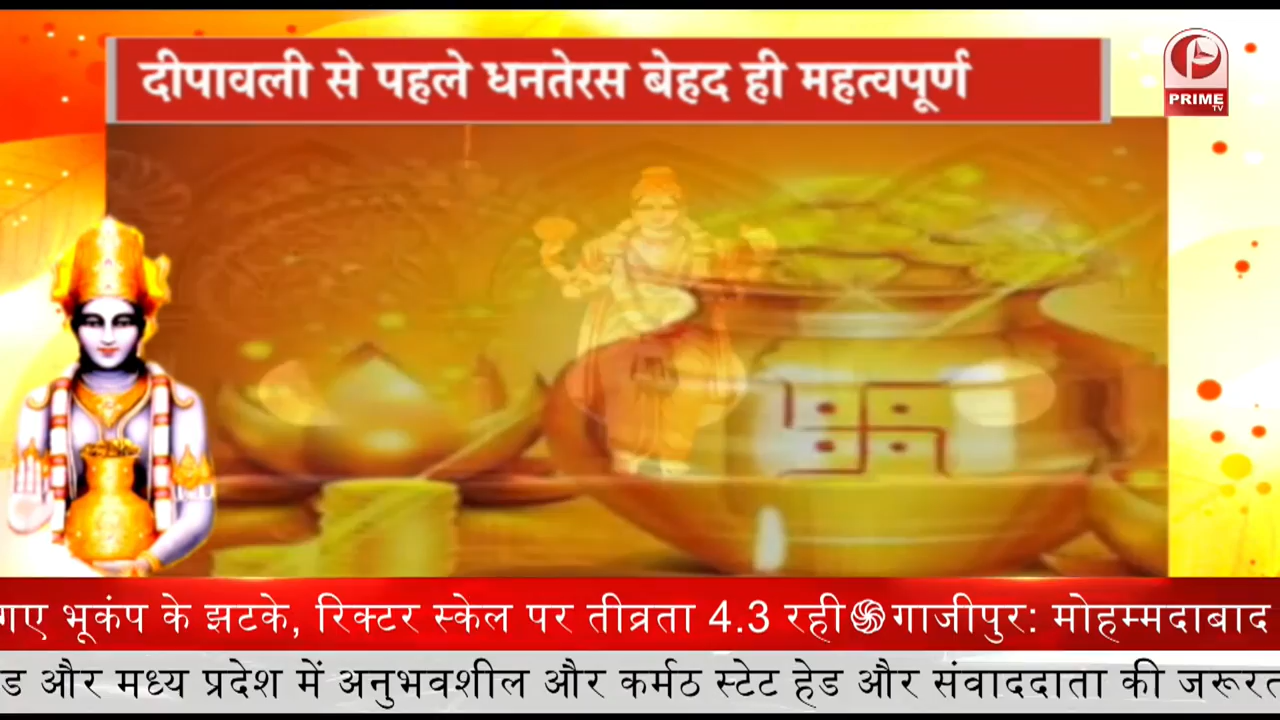 दीपावली से पहले धनतेरस बेहद ही महत्वपूर्ण
PRIME
TV
गए भूकंप के झटके, रिक्टर स्केल पर तीव्रता 4.3 रही गाजीपुर: मोहम्मदाबाद
ड और मध्य प्रदेश में अनुभवशील और कर्मठ स्टेट हेड और संवाददाता की जरूरत